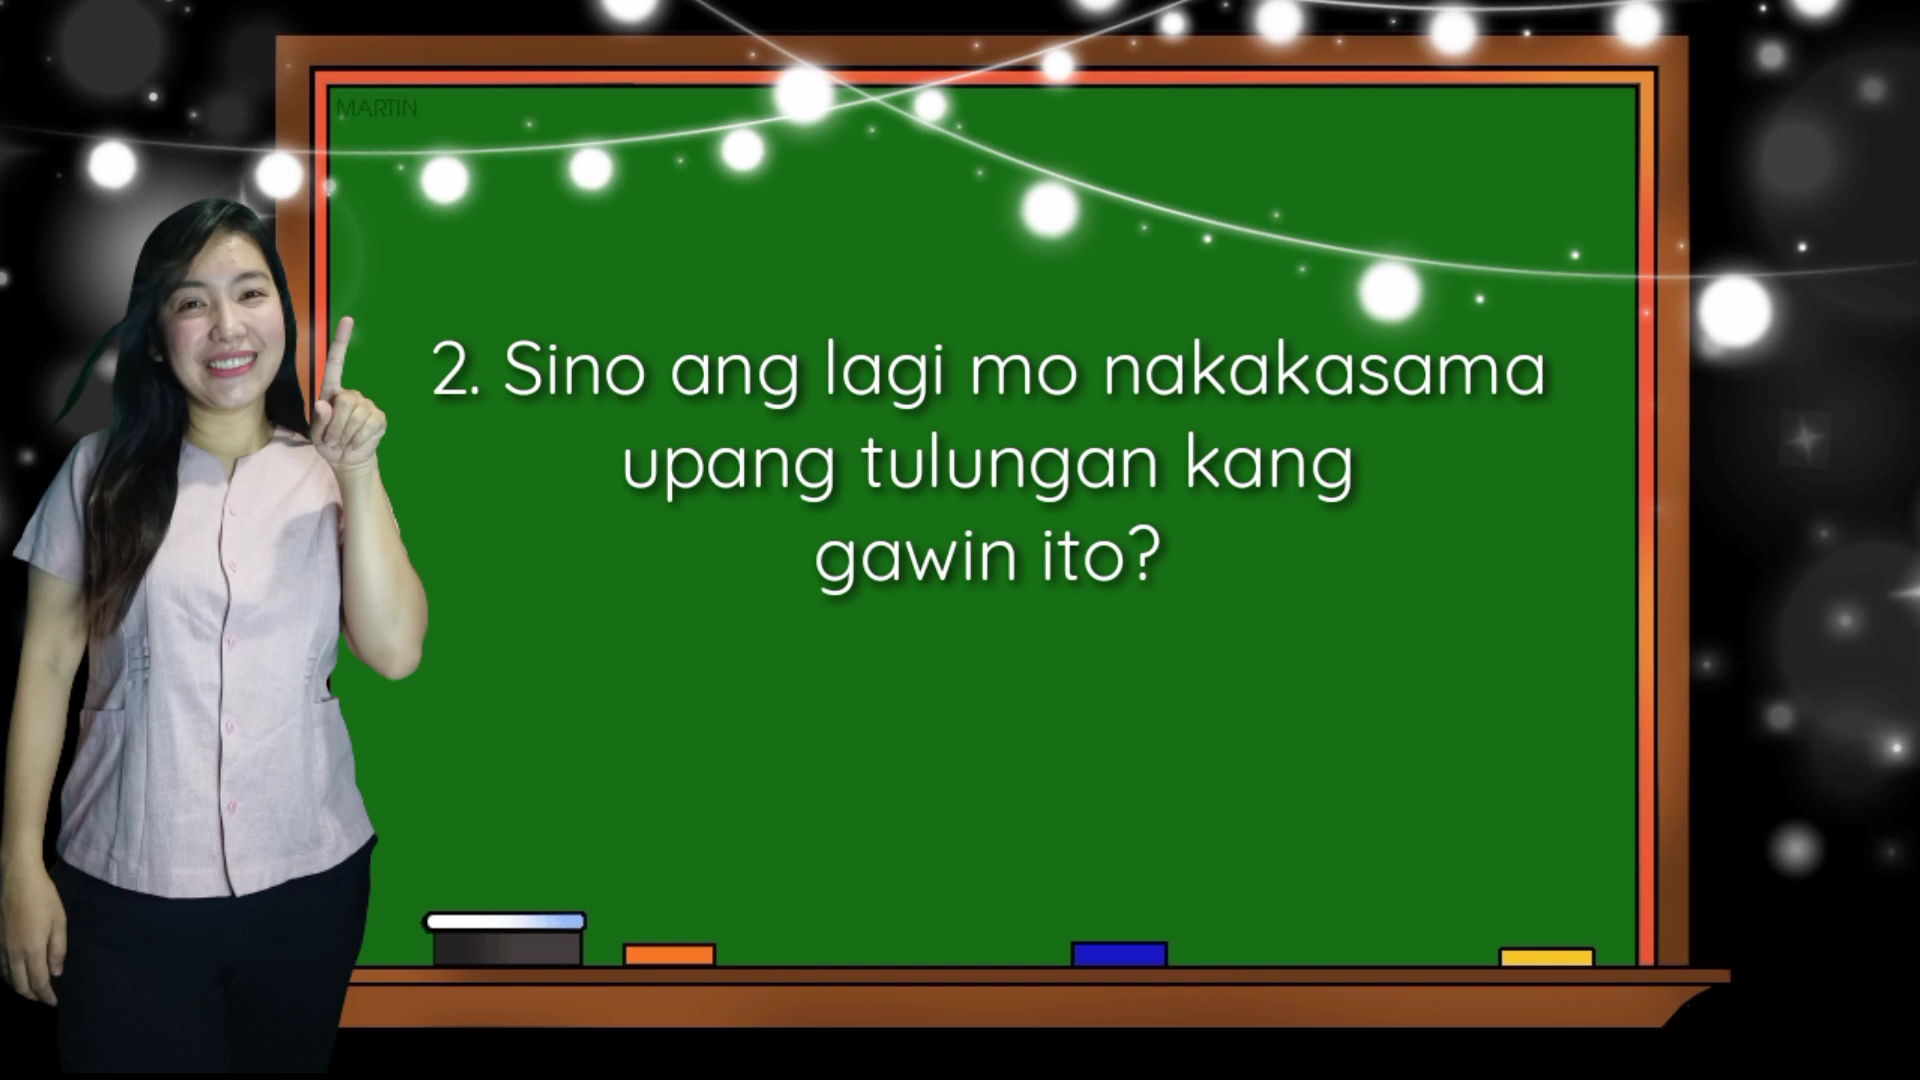 MARTIN
2. Sino ang lagi mo nakakasama
upang tulungan kang
gawin ito?